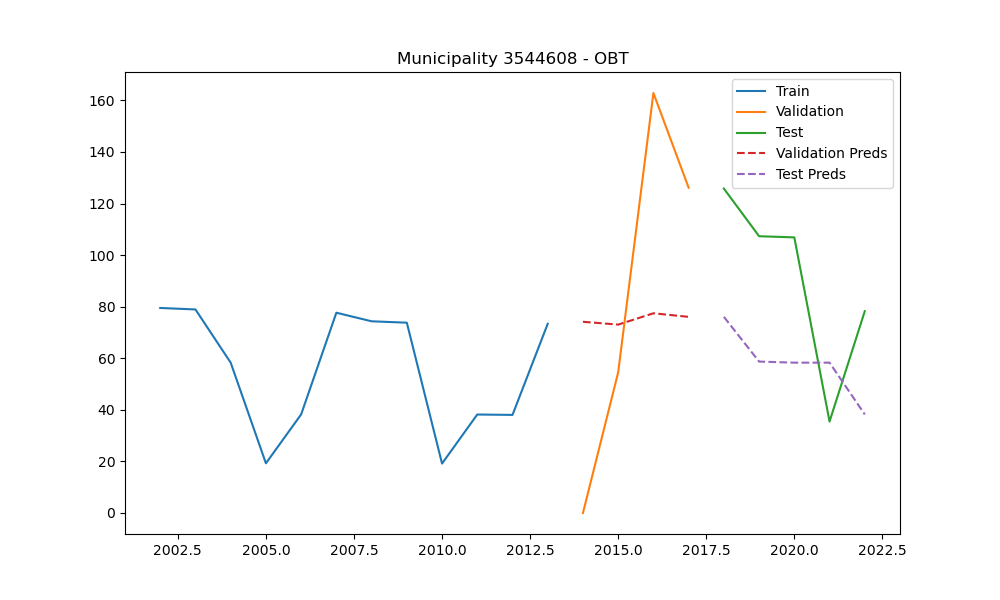 Municipality 3544608 - OBT
Train
Validation
Test
Validation Preds
Test Preds
160
140
120
100
80
60
40
20
0
2002.5 2005.0 2007.5 2010.0 2012.5 2015.0 2017.5 2020.0 2022.5